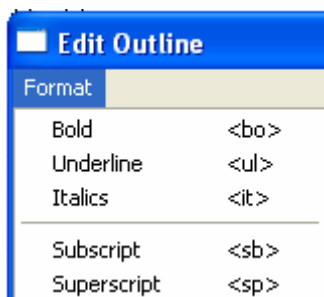 Edit Outline
Format
Bold <bo>
Underline <ul>
Italics <it>
Subscript <sb>
Superscript <sp>